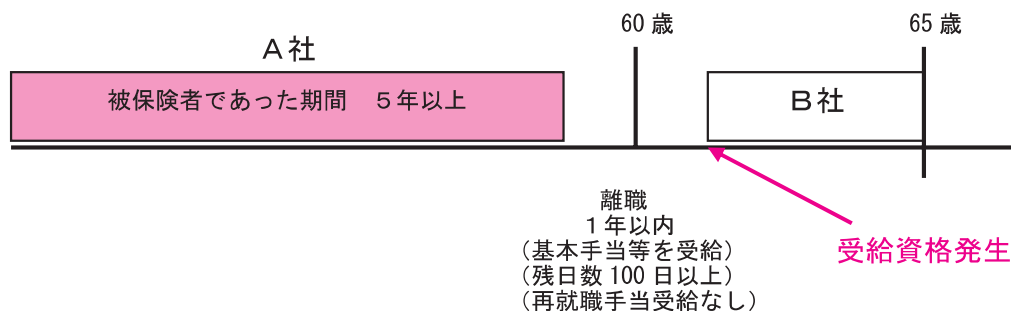 60 歳
65 歳
A社
被保険者であった期間　5年以上
B社
離職
1年以内
(基本手当等を受給)
(残日数 100 日以上)
(再就職手当受給なし)
受給資格発生